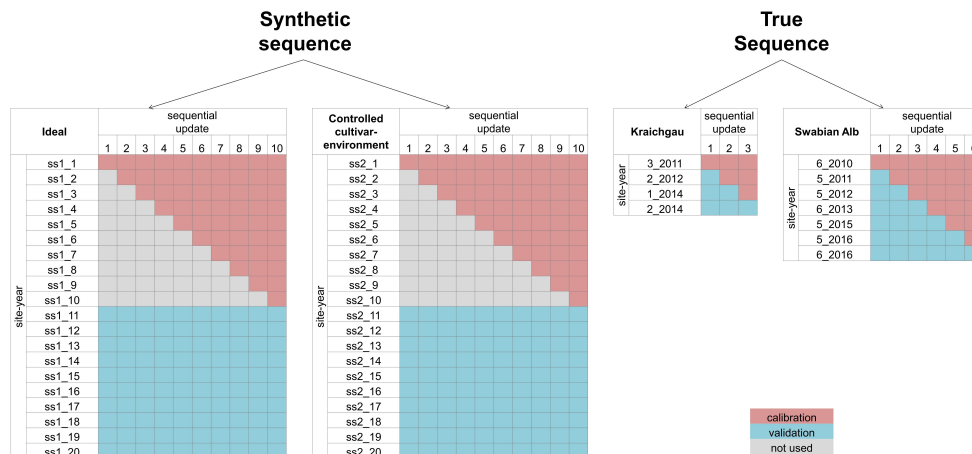 Synthetic
sequence
True
Sequence
Ideal
sequential
update
1 2 3 4 5 6 7 8 9 10
site-year
ss1_1
ss1_2
ss1_3
ss1_4
ss1_5
ss1_6
ss1_7
ss1_8
ss1_9
ss1_10
ss1_11
ss1_12
ss1_13
ss1_14
ss1_15
ss1_16
ss1_17
ss1_18
ss1_19
ss1_20
Controlled
cultivar-
environment
sequential
update
1 2 3 4 5 6 7 8 9 10
site-year
ss2_1
ss2_2
ss2_3
ss2_4
ss2_5
ss2_6
ss2_7
ss2_8
ss2_9
ss2_10
ss2_11
ss2_12
ss2_13
ss2_14
ss2_15
ss2_16
ss2_17
ss2_18
ss2_19
ss2_20
Kraichgau
sequential
update
1 2 3
site-year
3_2011
2_2012
1_2014
2_2014
Swabian Alb
sequential
update
1 2 3 4 5 6
site-year
6_2010
5_2011
5_2012
6_2013
5_2015
5_2016
6_2016
calibration
validation
not used